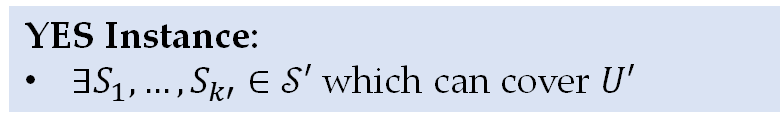 YES Instance:
• ∃S₁, …, Sₖ′ ∈ 𝒮′ which can cover U′